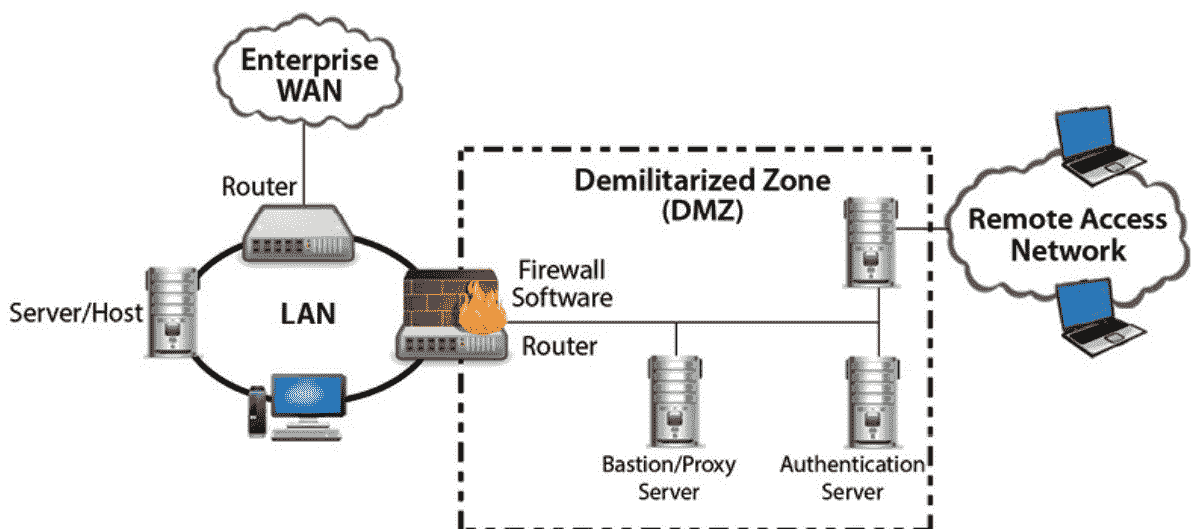 Enterprise
WAN
Router
Demilitarized Zone
(DMZ)
Remote Access
Network
Server/Host
LAN
Firewall
Software
Router
Bastion/Proxy
Server
Authentication
Server